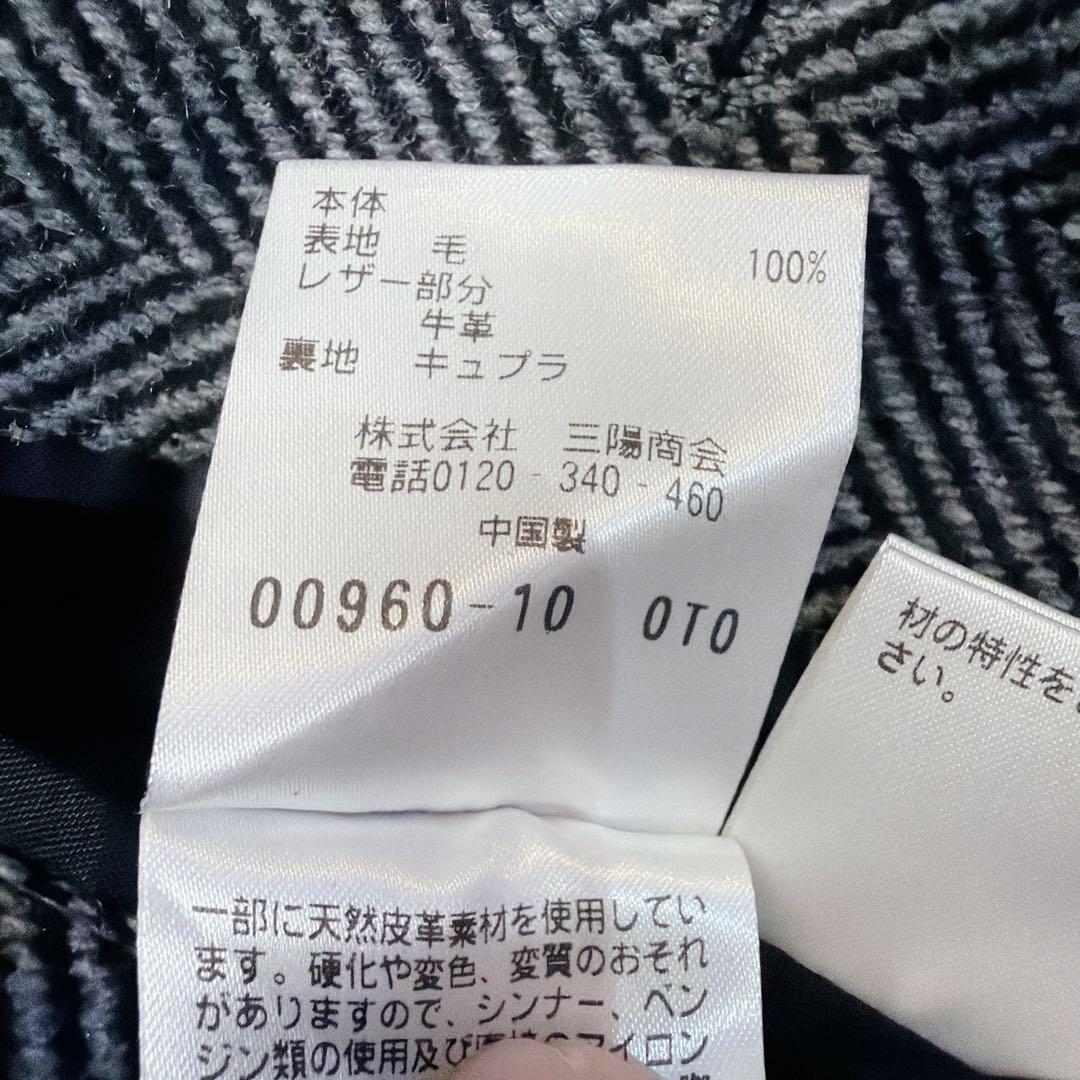 本体
表地 毛 100%
レザー部分
牛革
裏地 キュプラ
株式会社 三陽商会
電話0120-340-460
中国製
00960-10 0T0
材の特性を
さい。
一部に天然皮革素材を使用してい
ます。硬化や変色、変質のおそれ
がありますので、シンナー、ベン
ジン類の使用及び アイロン